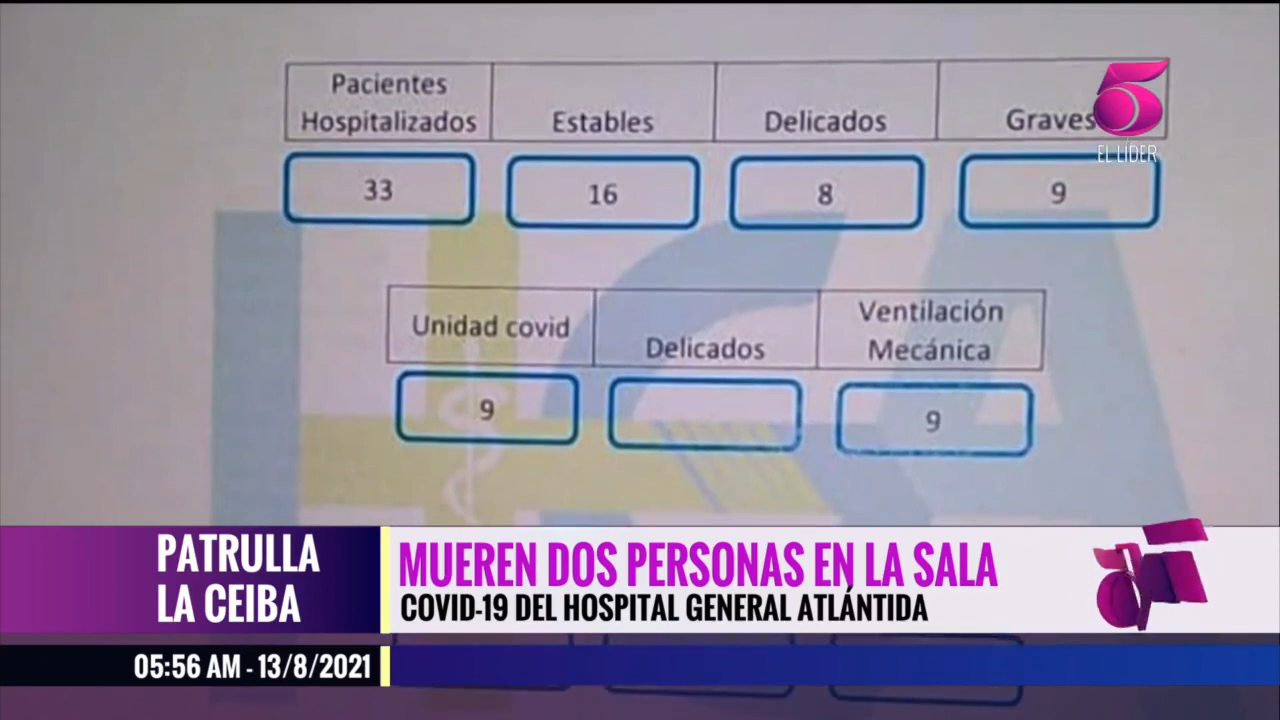 Pacientes
Hospitalizados
Estables
Delicados
Graves
33
16
8
9
5
EL LÍDER
Unidad covid
Delicados
Ventilación
Mecánica
9
9
HGA
PATRULLA
LA CEIBA
MUEREN DOS PERSONAS EN LA SALA
COVID-19 DEL HOSPITAL GENERAL ATLÁNTIDA
05:56 AM - 13/8/2021